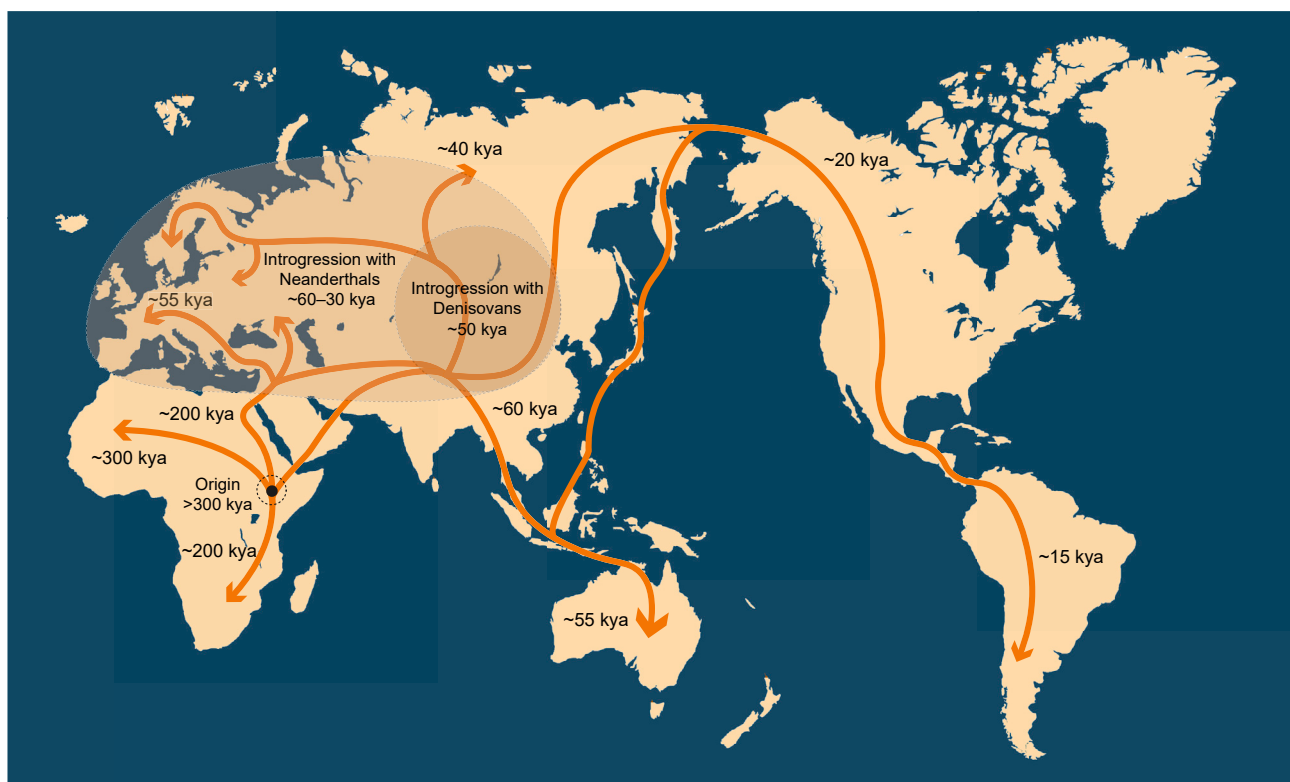 ~40 kya
~20 kya
Introgression with
Neanderthals
~60–30 kya
~55 kya
Introgression with
Denisovans
~50 kya
~200 kya
~60 kya
~300 kya
Origin
>300 kya
~200 kya
~15 kya
~55 kya